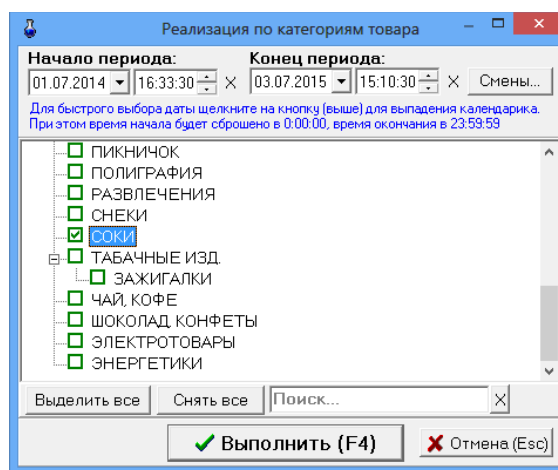 Реализация по категориям товара
Начало периода: Конец периода:
01.07.2014 16:33:30 X 03.07.2015 15:10:30 X Смены...
Для быстрого выбора даты щелкните на кнопку (выше) для выпадения календарика.
При этом время начала будет сброшено в 0:00:00, время окончания в 23:59:59
ПИКНИЧОК
ПОЛИГРАФИЯ
РАЗВЛЕЧЕНИЯ
СНЕКИ
СОКИ
ТАБАЧНЫЕ ИЗД.
ЗАЖИГАЛКИ
ЧАЙ, КОФЕ
ШОКОЛАД, КОНФЕТЫ
ЭЛЕКТРОТОВАРЫ
ЭНЕРГЕТИКИ
Выделить все Снять все Поиск... X
Выполнить (F4) Отмена (Esc)